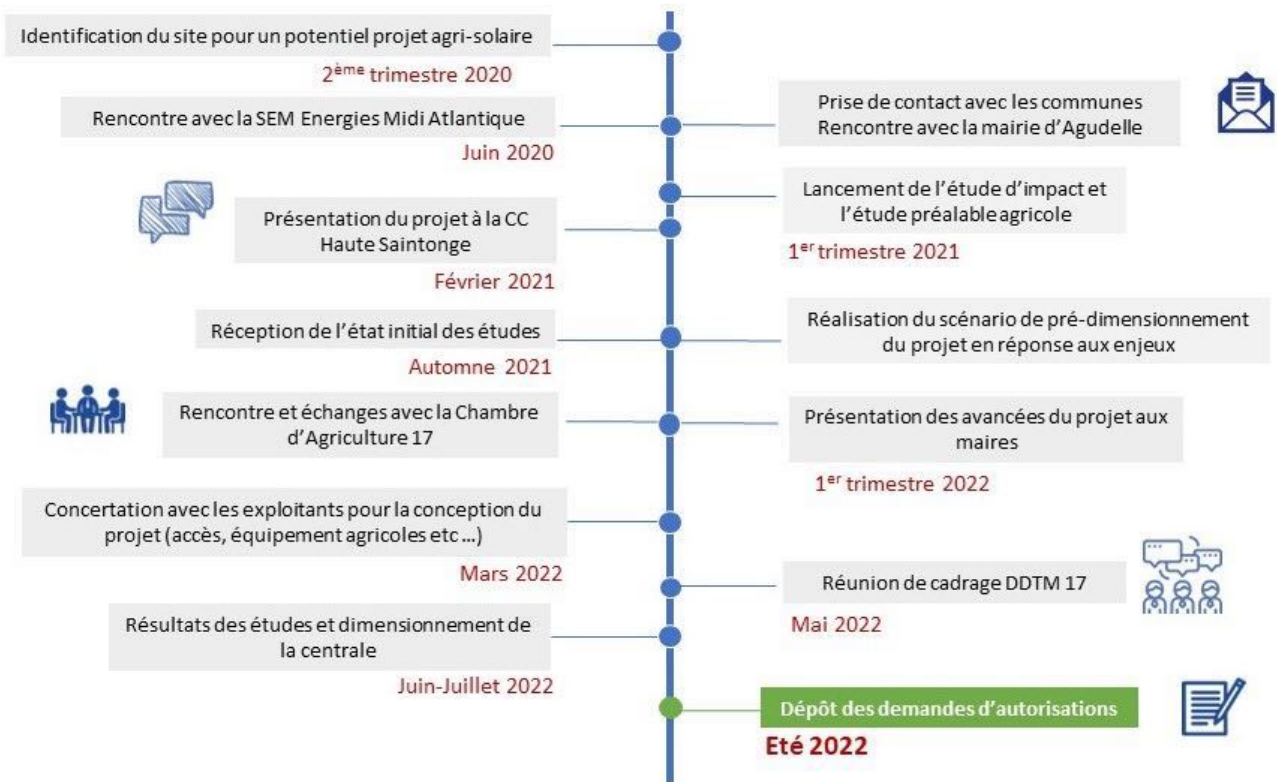 Identification du site pour un potentiel projet agri-solaire
2ème trimestre 2020
Rencontre avec la SEM Energies Midi Atlantique
Juin 2020
Prise de contact avec les communes
Rencontre avec la mairie d'Agudelle
Lancement de l'étude d'impact et
l'étude préalable agricole
1er trimestre 2021
Présentation du projet à la CC
Haute Saintonge
Février 2021
Réception de l'état initial des études
Automne 2021
Réalisation du scénario de pré-dimensionnement
du projet en réponse aux enjeux
Rencontre et échanges avec la Chambre
d'Agriculture 17
Présentation des avancées du projet aux
maires
1er trimestre 2022
Concertation avec les exploitants pour la conception du
projet (accès, équipement agricoles etc ...)
Mars 2022
Réunion de cadrage DDTM 17
Mai 2022
Résultats des études et dimensionnement de
la centrale
Juin-Juillet 2022
Dépôt des demandes d'autorisations
Eté 2022